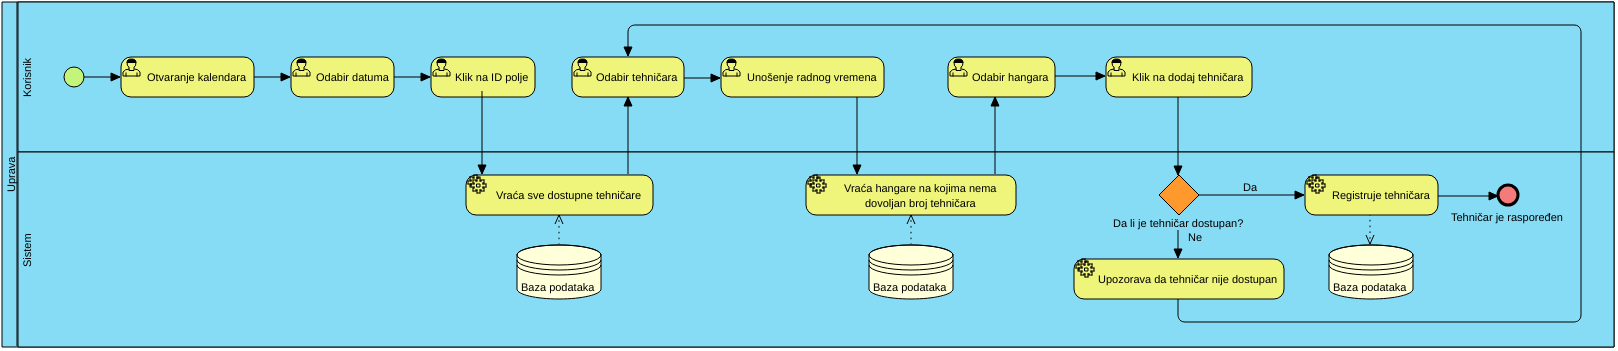 Uprava
Korisnik
Otvaranje kalendara
Odabir datuma
Klik na ID polje
Odabir tehničara
Unošenje radnog vremena
Odabir hangara
Klik na dodaj tehničara
Sistem
Vraća sve dostupne tehničare
Baza podataka
Vraća hangare na kojima nema
dovoljan broj tehničara
Baza podataka
Da li je tehničar dostupan?
Da
Ne
Upozorava da tehničar nije dostupan
Registruje tehničara
Baza podataka
Tehničar je raspoređen